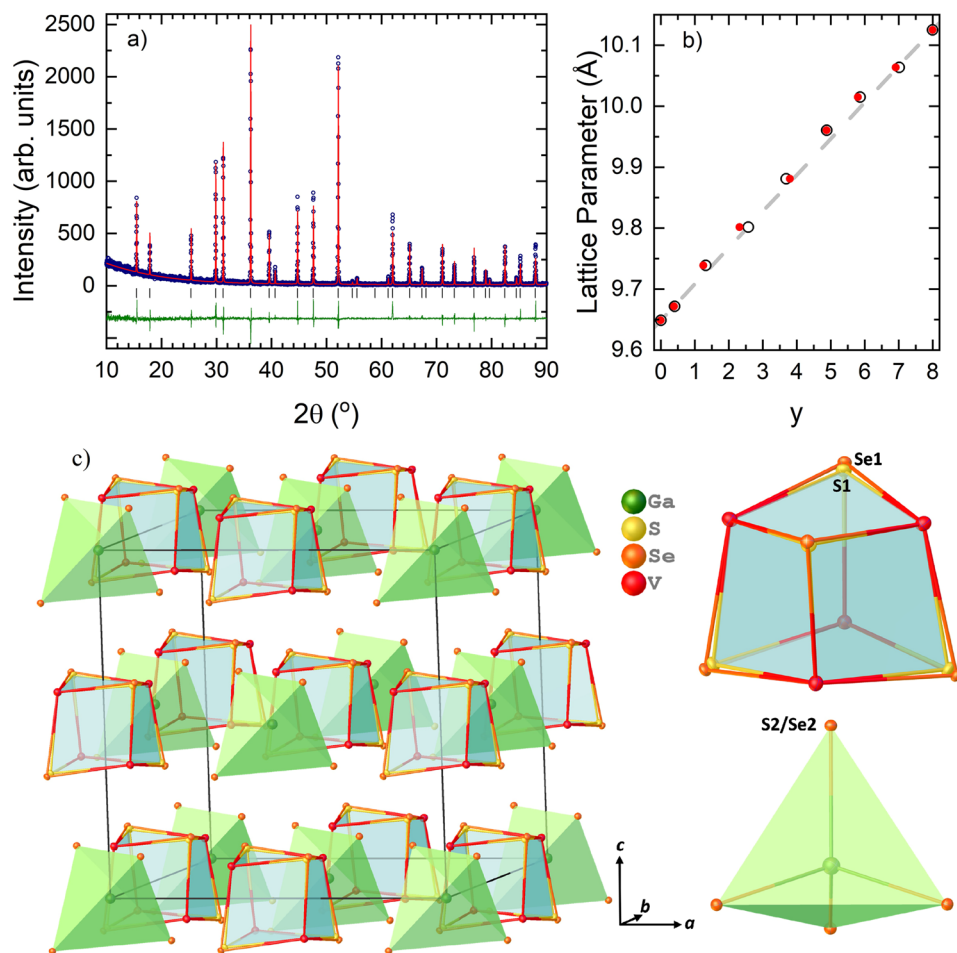 a)
2500
2000
1500
1000
500
0
Intensity (arb. units)
10 20 30 40 50 60 70 80 90
2θ (°)
b)
10.1
10.0
9.9
9.8
9.7
9.6
Lattice Parameter (Å)
0 1 2 3 4 5 6 7 8
y
c)
Ga
S
Se
V
Se1
S1
S2/Se2
c
b
a